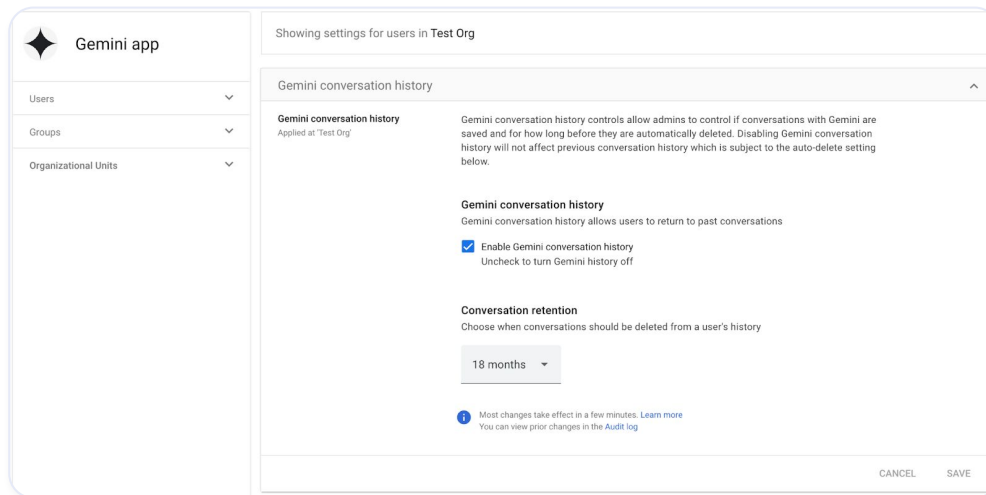 Gemini app
Users
Groups
Organizational Units
Showing settings for users in Test Org
Gemini conversation history
Gemini conversation history
Applied at 'Test Org'
Gemini conversation history controls allow admins to control if conversations with Gemini are
saved and for how long before they are automatically deleted. Disabling Gemini conversation
history will not affect previous conversation history which is subject to the auto-delete setting
below.
Gemini conversation history
Gemini conversation history allows users to return to past conversations
Enable Gemini conversation history
Uncheck to turn Gemini history off
Conversation retention
Choose when conversations should be deleted from a user's history
18 months
Most changes take effect in a few minutes. Learn more
You can view prior changes in the Audit log
CANCEL SAVE